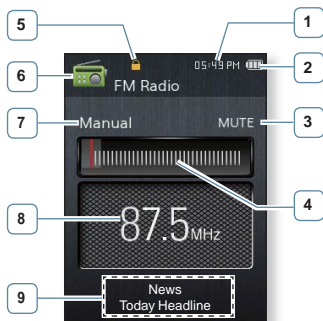 5
1
05:49 PM
2
6
FM Radio
7
Manual
MUTE
3
4
8
87.5MHz
9
News
Today Headline